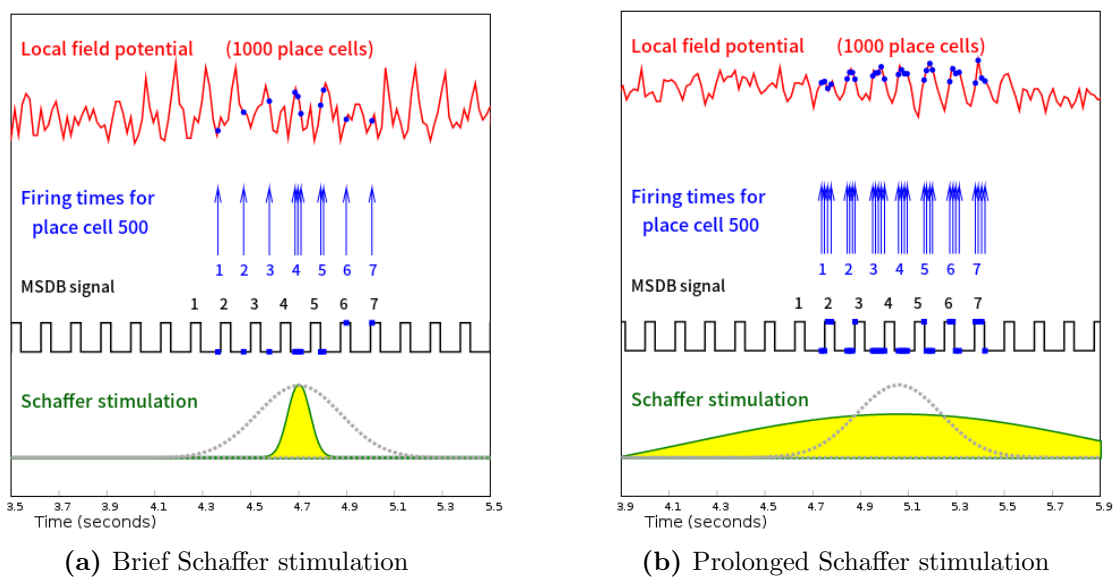 Local field potential (1000 place cells)
Firing times for
place cell 500
1 2 3 4 5 6 7
MSDB signal
1 2 3 4 5 6 7
Schaffer stimulation
3.5 3.7 3.9 4.1 4.3 4.5 4.7 4.9 5.1 5.3 5.5
Time (seconds)
(a) Brief Schaffer stimulation
Local field potential (1000 place cells)
Firing times for
place cell 500
1 2 3 4 5 6 7
MSDB signal
1 2 3 4 5 6 7
Schaffer stimulation
3.9 4.1 4.3 4.5 4.7 4.9 5.1 5.3 5.5 5.7 5.9
Time (seconds)
(b) Prolonged Schaffer stimulation